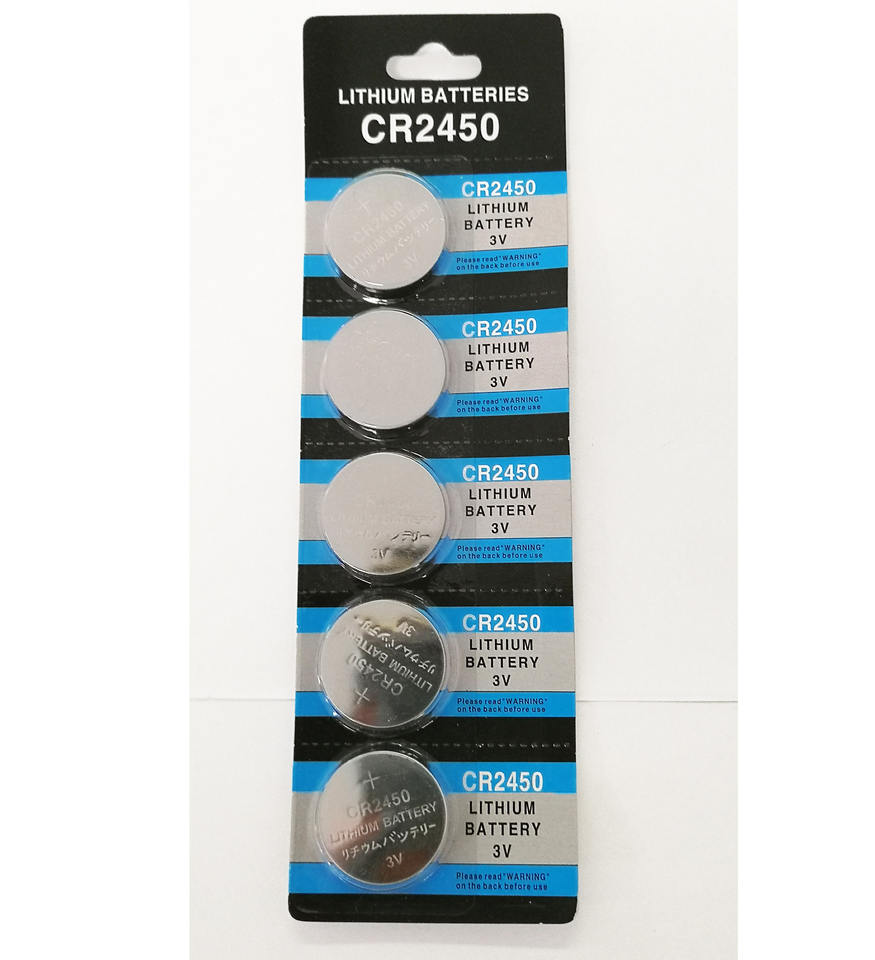 LITHIUM BATTERIES
CR2450
+
CR2450
LITHIUM BATTERY
リチウムバッテリー
3V
CR2450
LITHIUM
BATTERY
3V
Please read "WARNING"
on the back before use
CR2450
LITHIUM
BATTERY
3V
Please read "WARNING"
on the back before use
LITHIUM BATTERY
3V
CR2450
LITHIUM
BATTERY
3V
Please read "WARNING"
on the back before use
+
CR2450
LITHIUM BATTERY
リチウムバッテリー
3V
CR2450
LITHIUM
BATTERY
3V
Please read "WARNING"
on the back before use
+
CR2450
LITHIUM BATTERY
リチウムバッテリー
3V
CR2450
LITHIUM
BATTERY
3V
Please read "WARNING"
on the back before use